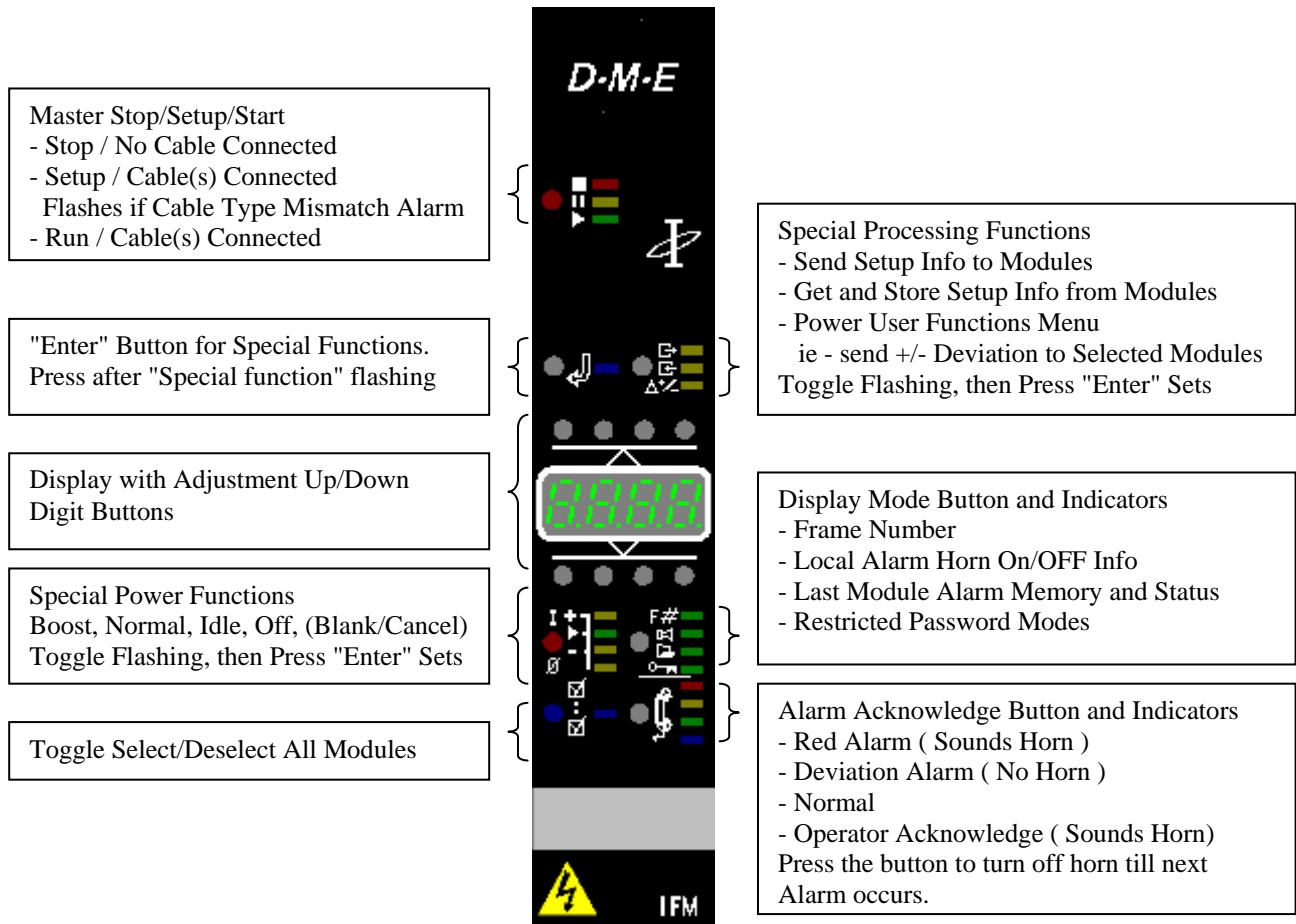 D-M-E
Master Stop/Setup/Start
- Stop / No Cable Connected
- Setup / Cable(s) Connected
Flashes if Cable Type Mismatch Alarm
- Run / Cable(s) Connected
"Enter" Button for Special Functions.
Press after "Special function" flashing
Display with Adjustment Up/Down
Digit Buttons
Special Power Functions
Boost, Normal, Idle, Off, (Blank/Cancel)
Toggle Flashing, then Press "Enter" Sets
Toggle Select/Deselect All Modules
Special Processing Functions
- Send Setup Info to Modules
- Get and Store Setup Info from Modules
- Power User Functions Menu
ie - send +/- Deviation to Selected Modules
Toggle Flashing, then Press "Enter" Sets
Display Mode Button and Indicators
- Frame Number
- Local Alarm Horn On/OFF Info
- Last Module Alarm Memory and Status
- Restricted Password Modes
Alarm Acknowledge Button and Indicators
- Red Alarm ( Sounds Horn )
- Deviation Alarm ( No Horn )
- Normal
- Operator Acknowledge ( Sounds Horn)
Press the button to turn off horn till next
Alarm occurs.
Δ+/-
8.8.8.8.
I +
F#
Ø
IFM